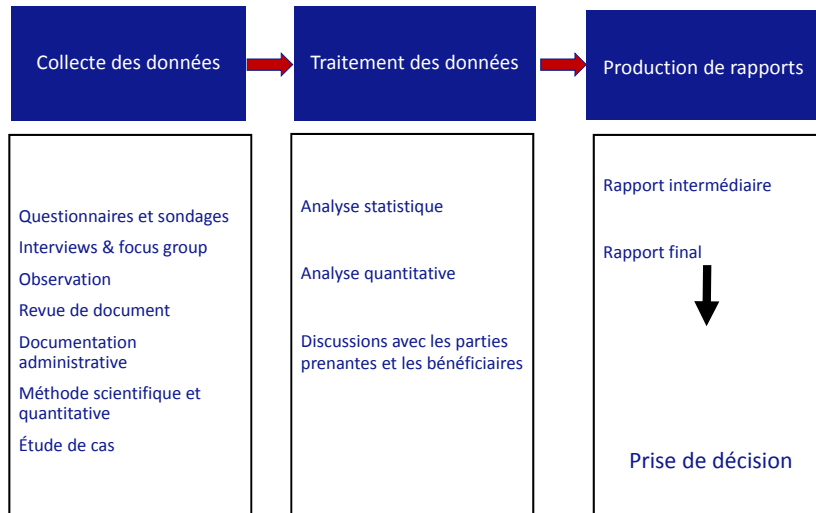 Collecte des données
Traitement des données
Production de rapports
Questionnaires et sondages
Interviews & focus group
Observation
Revue de document
Documentation
administrative
Méthode scientifique et
quantitative
Étude de cas
Analyse statistique
Analyse quantitative
Discussions avec les parties
prenantes et les bénéficiaires
Rapport intermédiaire
Rapport final
Prise de décision